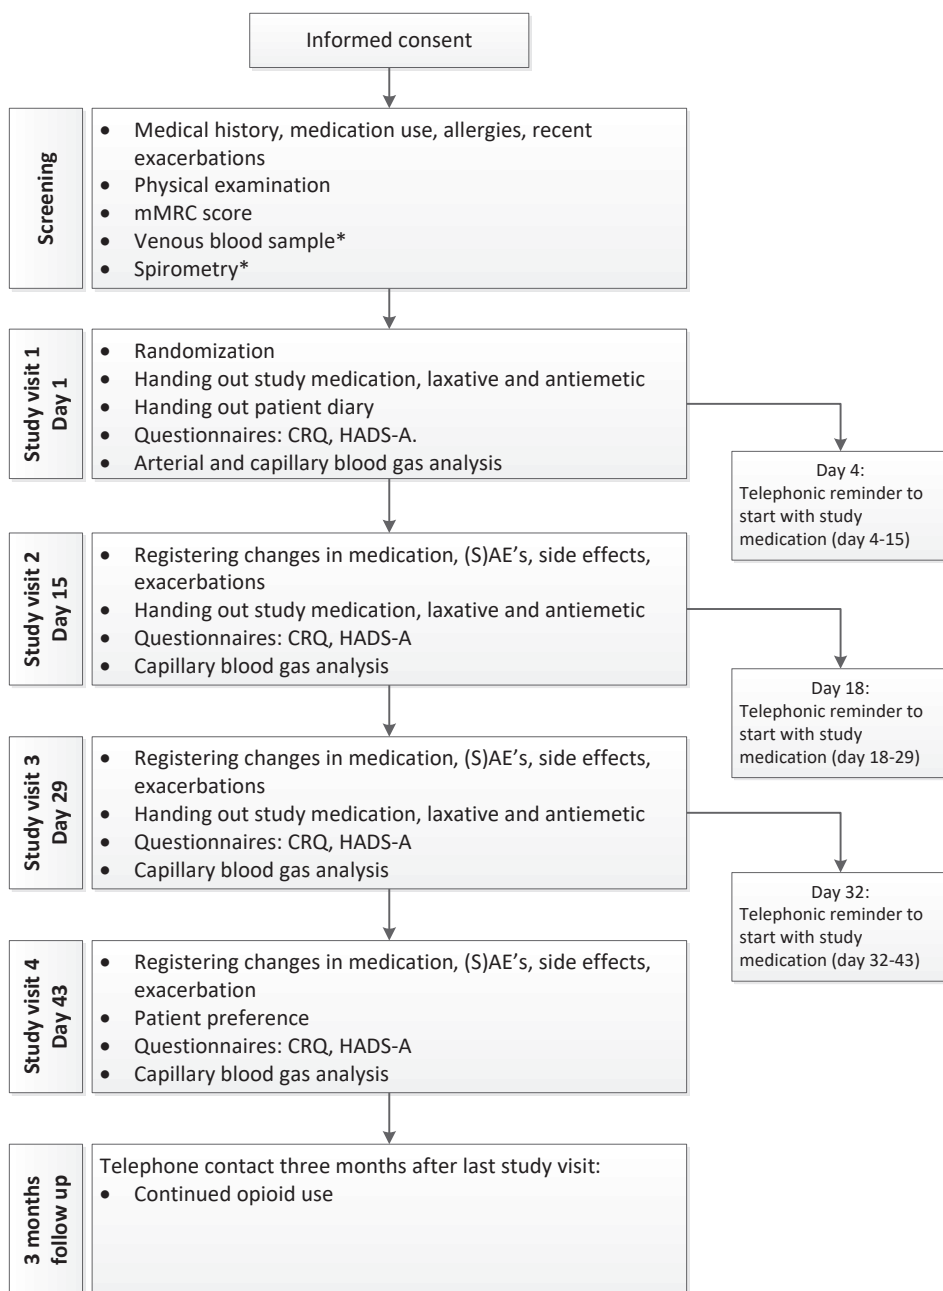 Informed consent
Screening
• Medical history, medication use, allergies, recent
exacerbations
• Physical examination
• mMRC score
• Venous blood sample*
• Spirometry*
Study visit 1
Day 1
• Randomization
• Handing out study medication, laxative and antiemetic
• Handing out patient diary
• Questionnaires: CRQ, HADS-A.
• Arterial and capillary blood gas analysis
Day 4:
Telephonic reminder to
start with study
medication (day 4-15)
Study visit 2
Day 15
• Registering changes in medication, (S)AE's, side effects,
exacerbations
• Handing out study medication, laxative and antiemetic
• Questionnaires: CRQ, HADS-A
• Capillary blood gas analysis
Day 18:
Telephonic reminder to
start with study
medication (day 18-29)
Study visit 3
Day 29
• Registering changes in medication, (S)AE's, side effects,
exacerbations
• Handing out study medication, laxative and antiemetic
• Questionnaires: CRQ, HADS-A
• Capillary blood gas analysis
Day 32:
Telephonic reminder to
start with study
medication (day 32-43)
Study visit 4
Day 43
• Registering changes in medication, (S)AE's, side effects,
exacerbation
• Patient preference
• Questionnaires: CRQ, HADS-A
• Capillary blood gas analysis
3 months
follow up
Telephone contact three months after last study visit:
• Continued opioid use